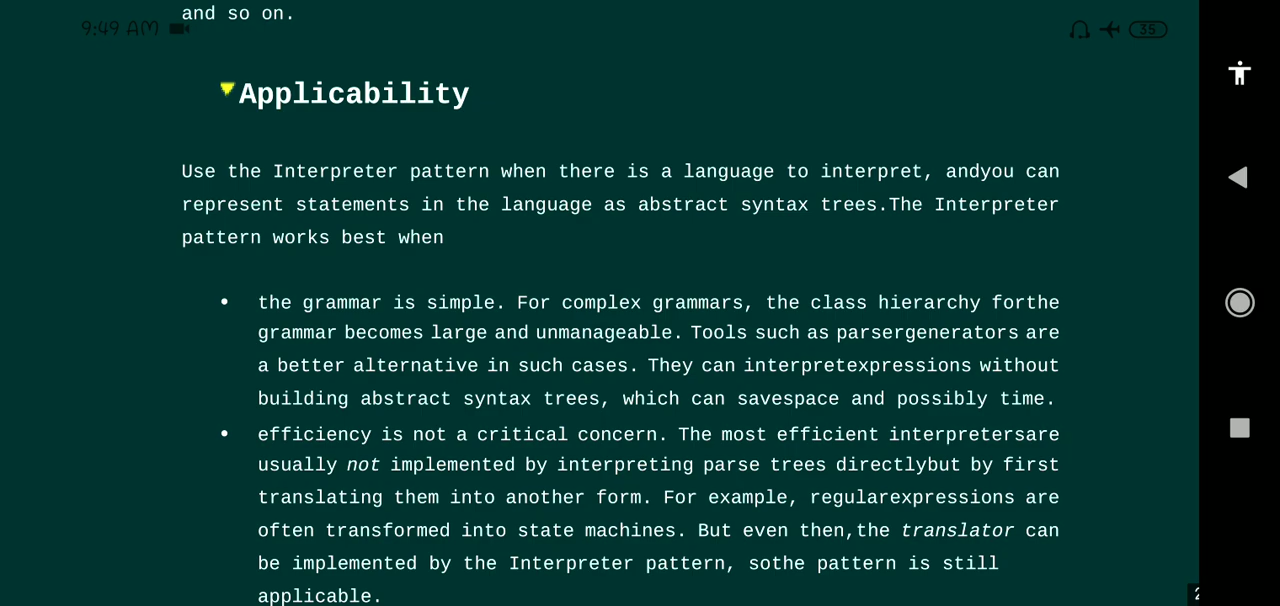 and so on.
9:49 AM
35
Applicability
Use the Interpreter pattern when there is a language to interpret, andyou can
represent statements in the language as abstract syntax trees.The Interpreter
pattern works best when
• the grammar is simple. For complex grammars, the class hierarchy forthe
grammar becomes large and unmanageable. Tools such as parsergenerators are
a better alternative in such cases. They can interpretexpressions without
building abstract syntax trees, which can savespace and possibly time.
• efficiency is not a critical concern. The most efficient interpretersare
usually not implemented by interpreting parse trees directlybut by first
translating them into another form. For example, regularexpressions are
often transformed into state machines. But even then,the translator can
be implemented by the Interpreter pattern, sothe pattern is still
applicable.